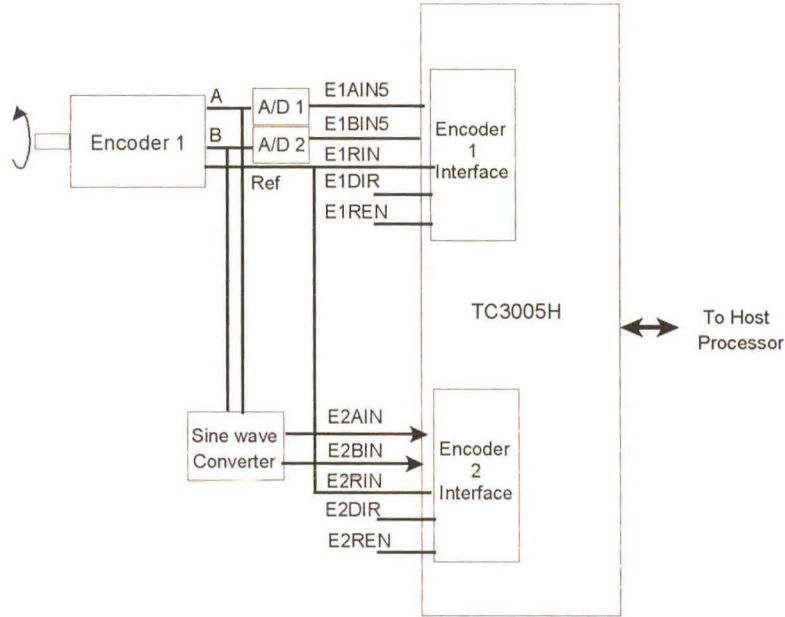 A
A/D 1
E1AIN5
Encoder 1
B
A/D 2
E1BIN5
E1RIN
Ref
E1DIR
E1REN
Encoder
1
Interface
TC3005H
To Host
Processor
Sine wave
Converter
E2AIN
E2BIN
E2RIN
E2DIR
E2REN
Encoder
2
Interface